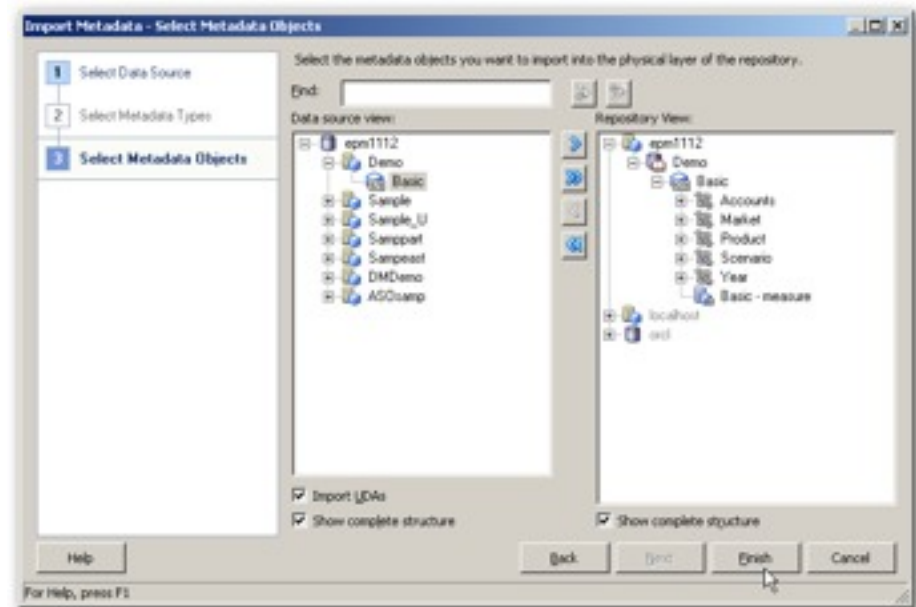 Import Metadata - Select Metadata Objects
1 Select Data Source
2 Select Metadata Types
3 Select Metadata Objects
Select the metadata objects you want to import into the physical layer of the repository.
Find:
Data source view:
epm1112
Demo
Basic
Sample
Sample_U
Samppart
Sampeast
DMDemo
ASOsamp
Import UDAs
Show complete structure
Repository View:
epm1112
Demo
Basic
Accounts
Market
Product
Scenario
Year
Basic - measure
localhost
orcl
Show complete structure
Help
Back
Next
Finish
Cancel
For Help, press F1